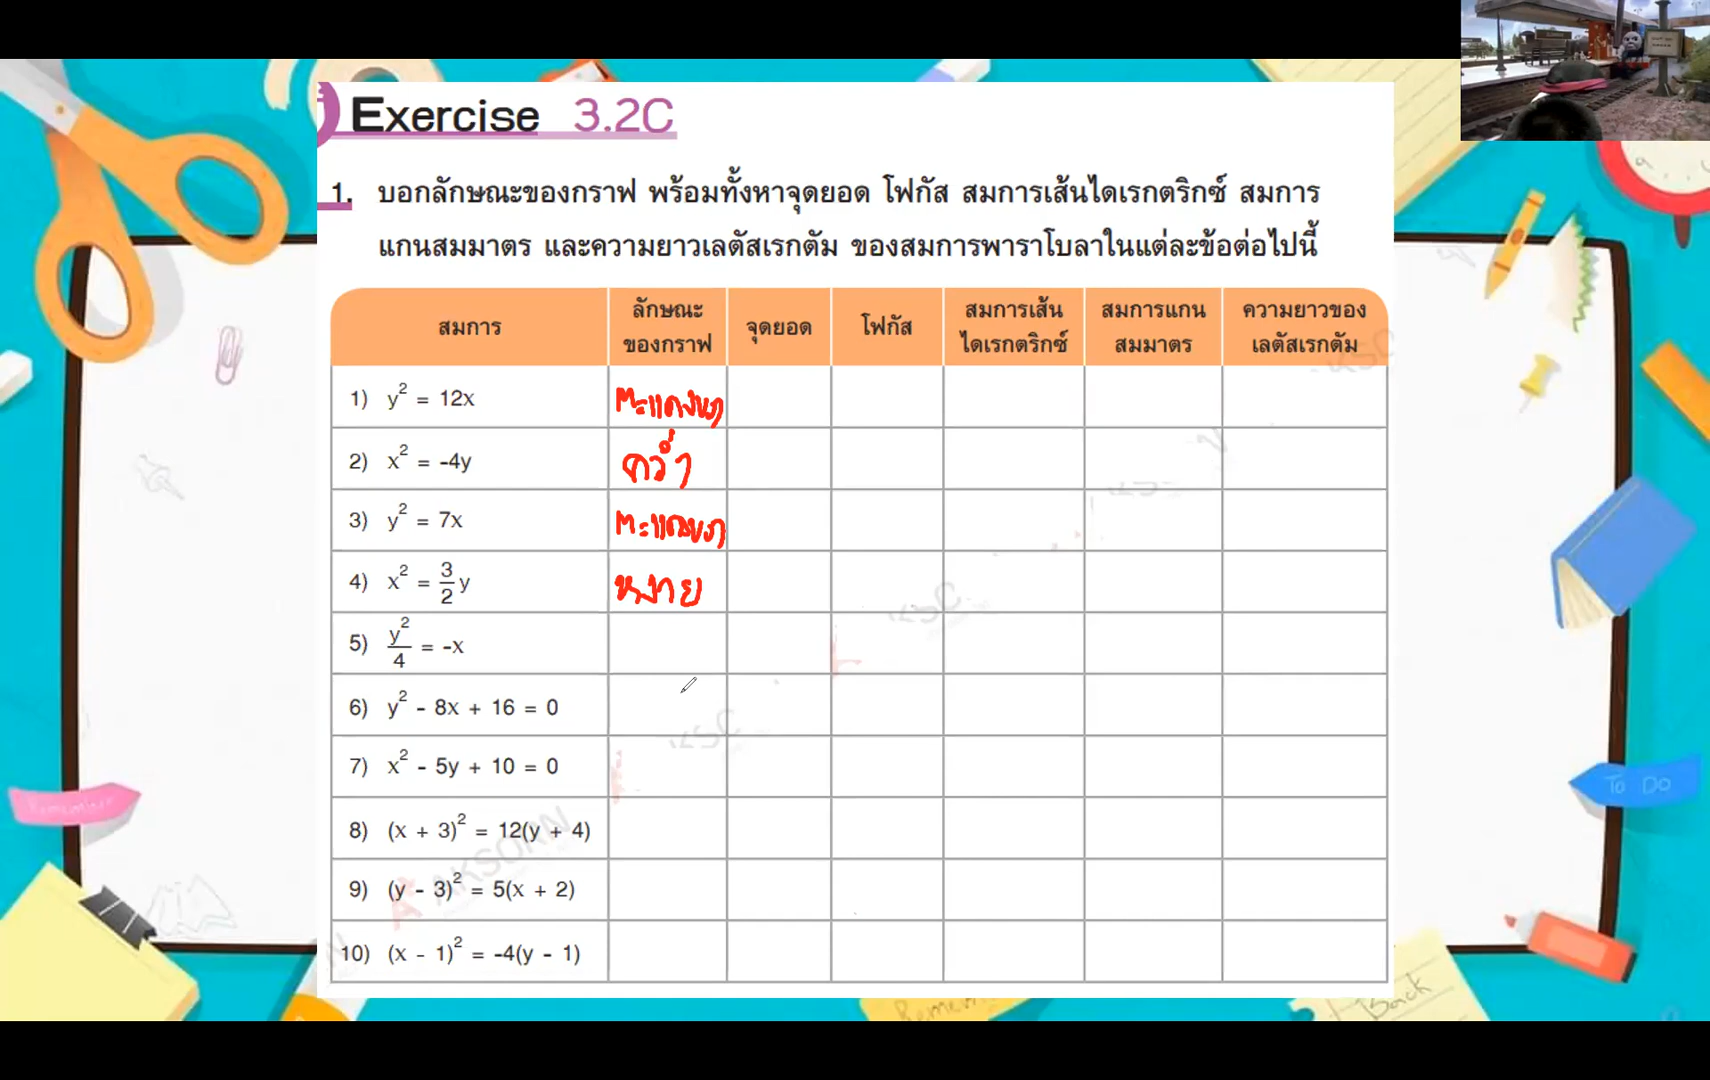 Exercise 3.2C
1. บอกลักษณะของกราฟ พร้อมทั้งหาจุดยอด โฟกัส สมการเส้นไดเรกตริกซ์ สมการ
แกนสมมาตร และความยาวเลตัสเรกตัม ของสมการพาราโบลาในแต่ละข้อต่อไปนี้
สมการ ลักษณะของกราฟ จุดยอด โฟกัส สมการเส้นไดเรกตริกซ์ สมการแกนสมมาตร ความยาวของเลตัสเรกตัม
1) y² = 12x ตะแคงขวา
2) x² = -4y คว่ำ
3) y² = 7x ตะแคงขวา
4) x² = 3/2 y หงาย
5) y²/4 = -x
6) y² - 8x + 16 = 0
7) x² - 5y + 10 = 0
8) (x + 3)² = 12(y + 4)
9) (y - 3)² = 5(x + 2)
10) (x - 1)² = -4(y - 1)
AKSORN
KSC
To Do
Remember
Back